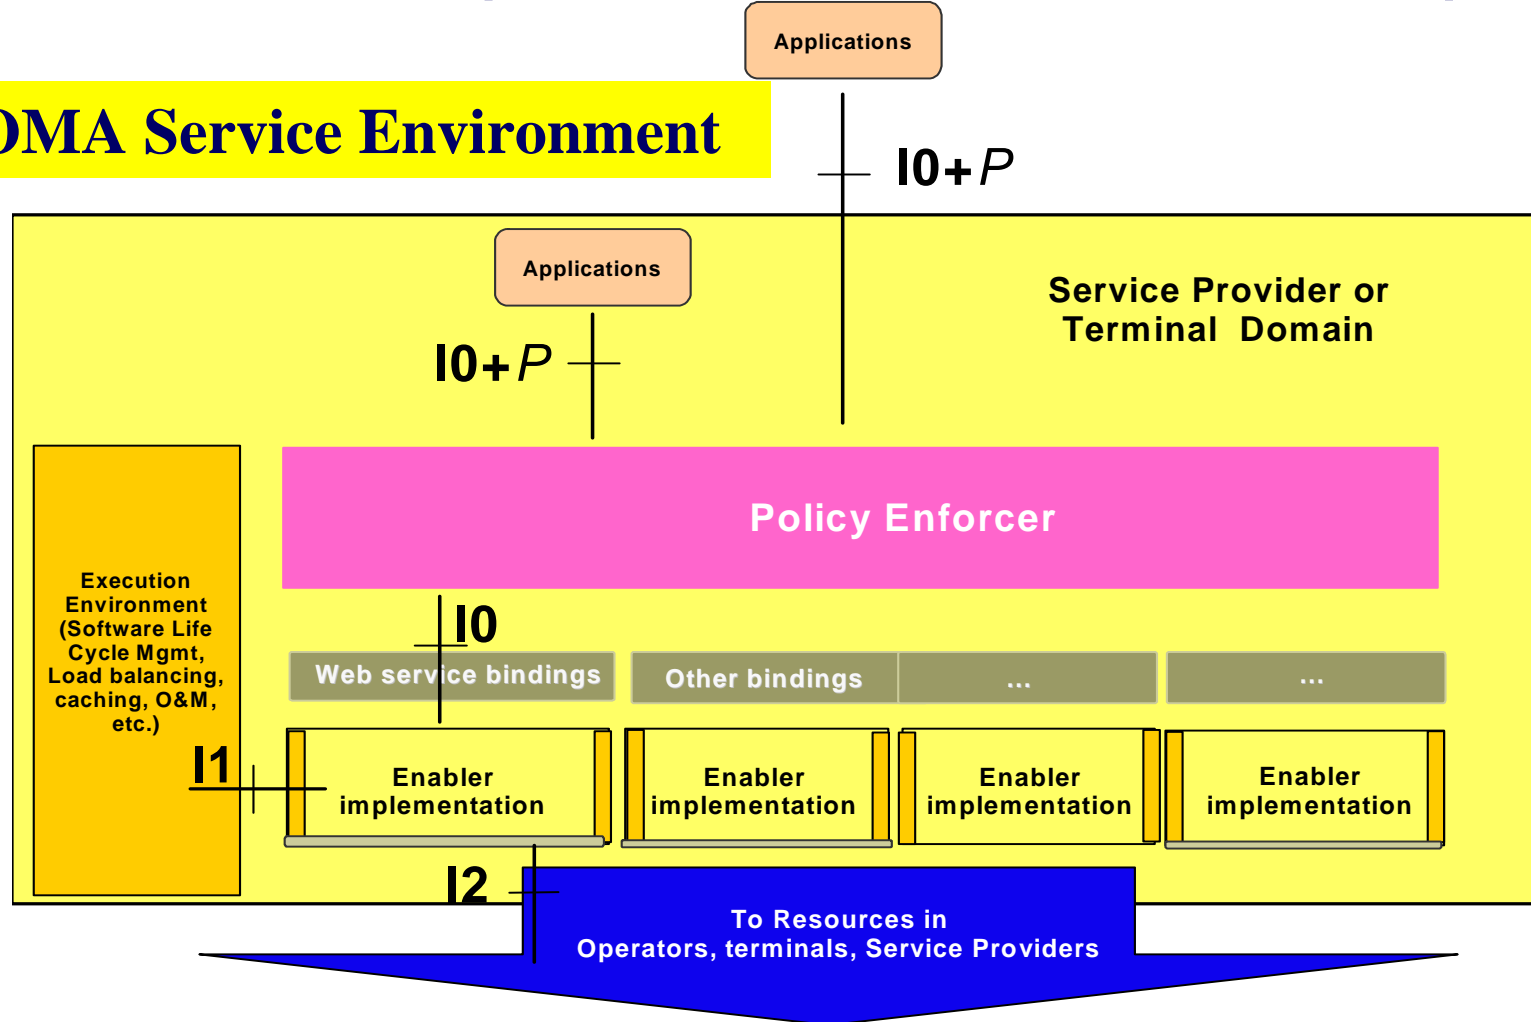 Applications
OMA Service Environment
I0+P
Applications
Service Provider or
Terminal Domain
I0+P
Policy Enforcer
Execution
Environment
(Software Life
Cycle Mgmt,
Load balancing,
caching, O&M,
etc.)
I0
Web service bindings
Other bindings
...
...
I1
Enabler
implementation
Enabler
implementation
Enabler
implementation
Enabler
implementation
I2
To Resources in
Operators, terminals, Service Providers